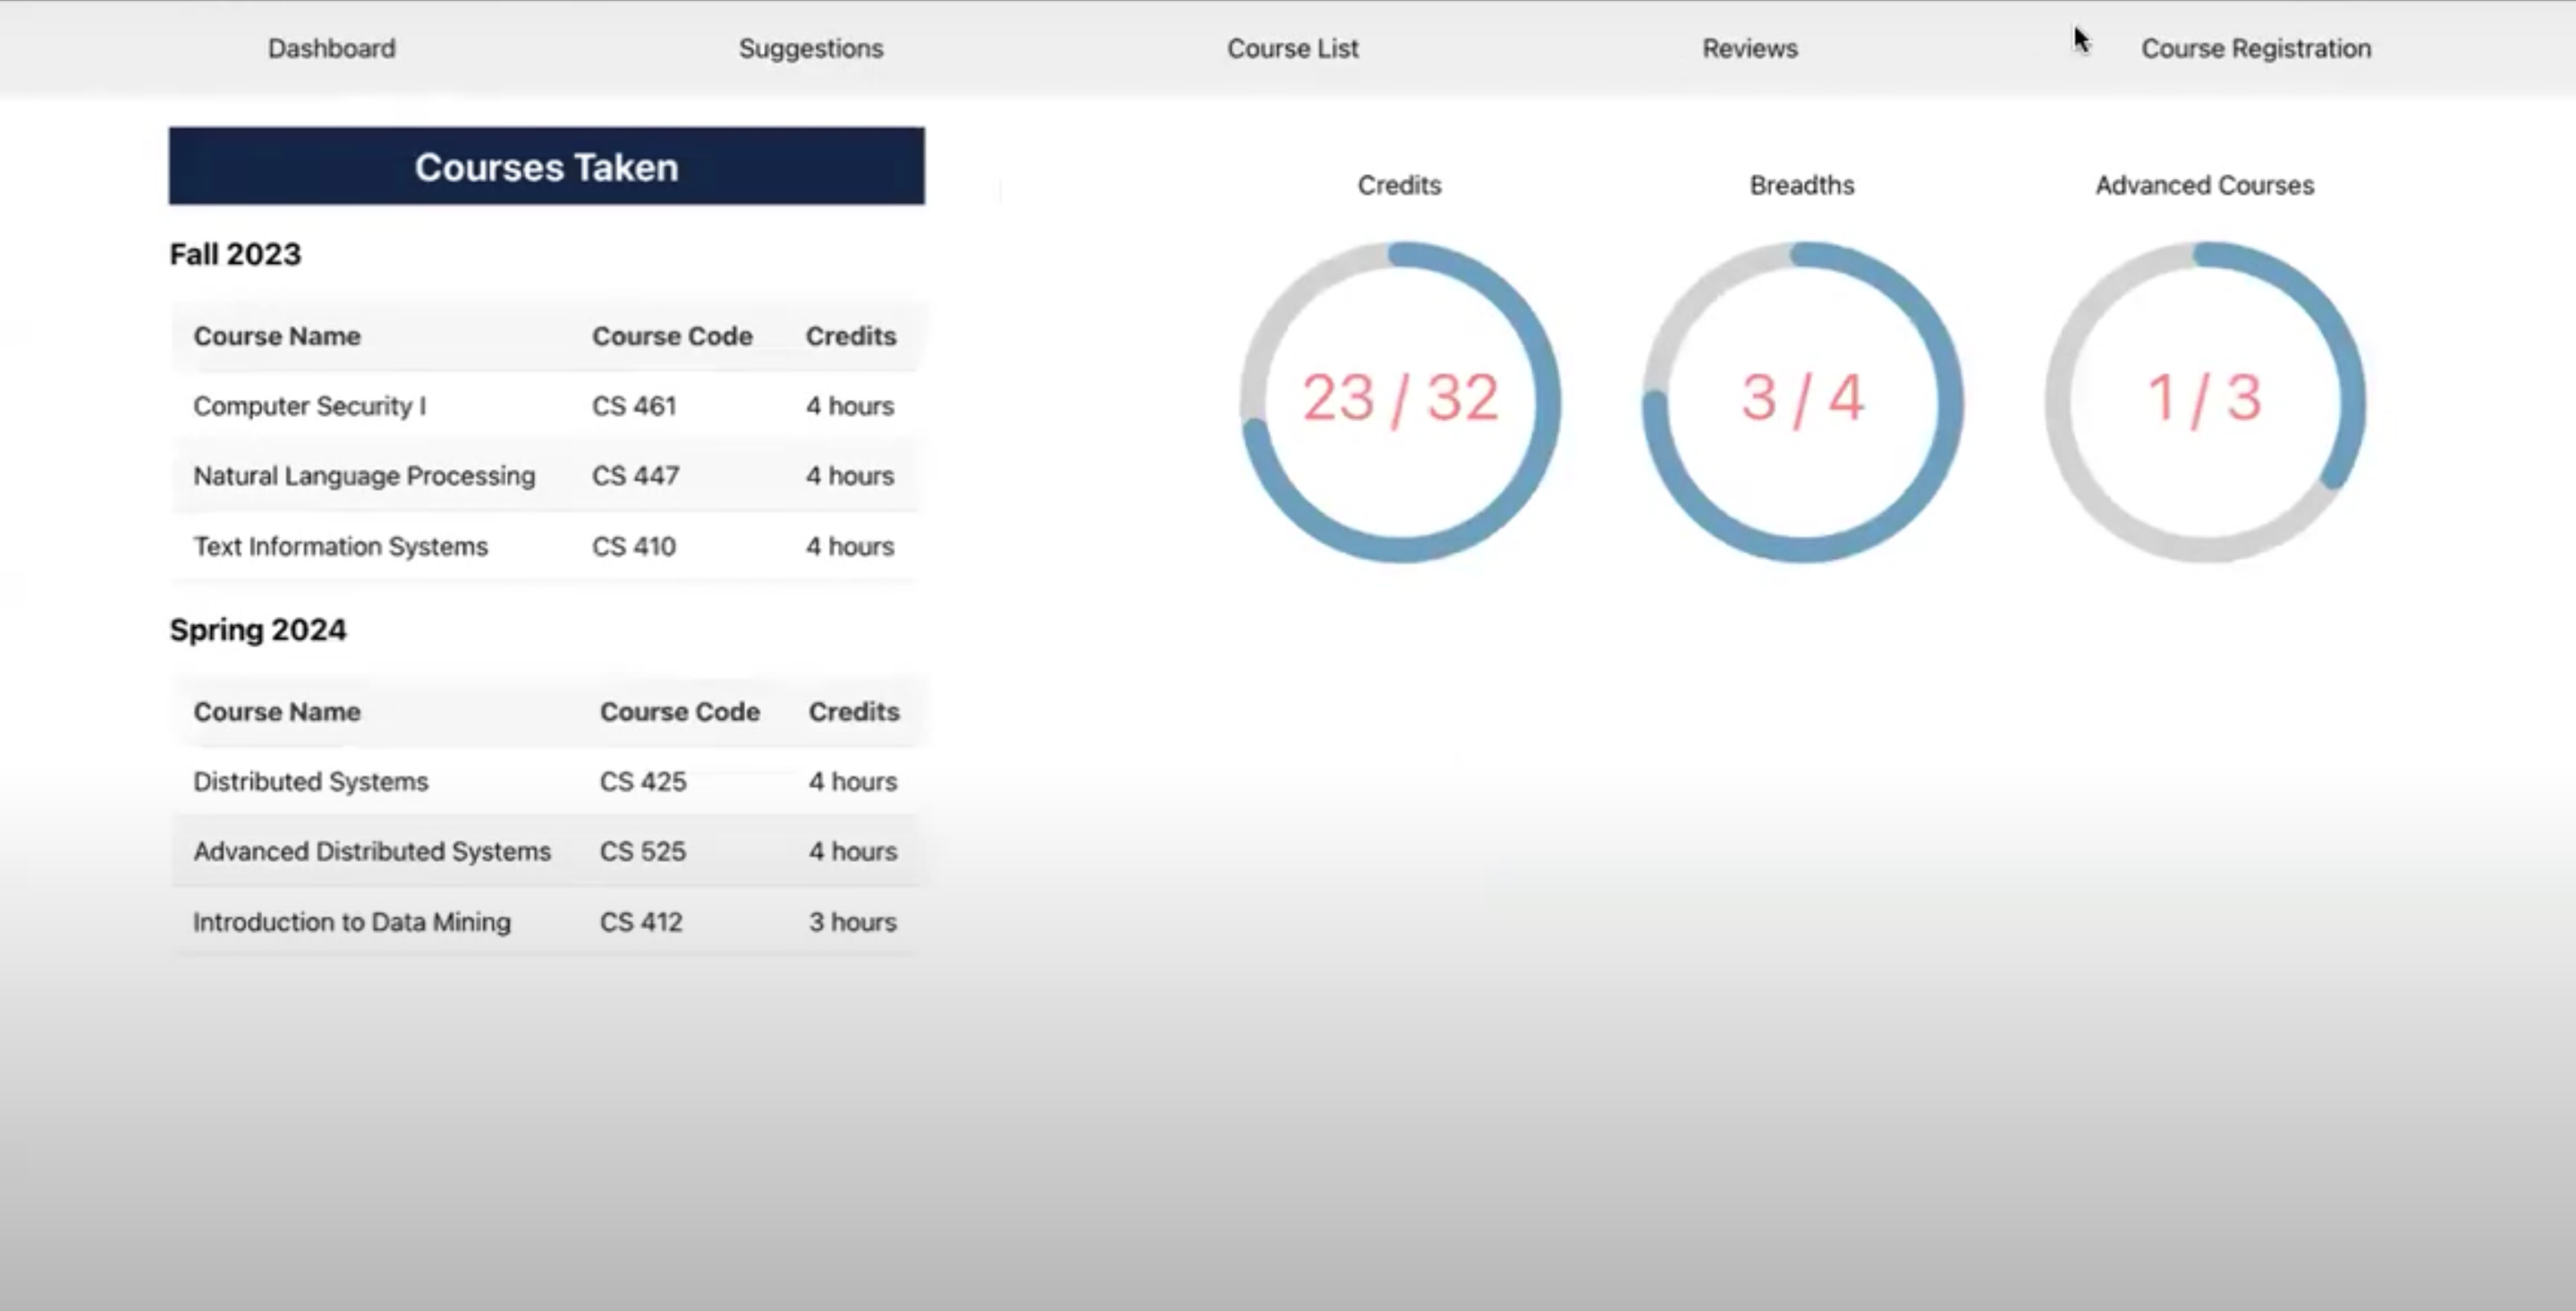 Dashboard Suggestions Course List Reviews Course Registration
Courses Taken
Fall 2023
Course Name Course Code Credits
Computer Security I CS 461 4 hours
Natural Language Processing CS 447 4 hours
Text Information Systems CS 410 4 hours
Spring 2024
Course Name Course Code Credits
Distributed Systems CS 425 4 hours
Advanced Distributed Systems CS 525 4 hours
Introduction to Data Mining CS 412 3 hours
Credits Breadths Advanced Courses
23 / 32 3 / 4 1 / 3